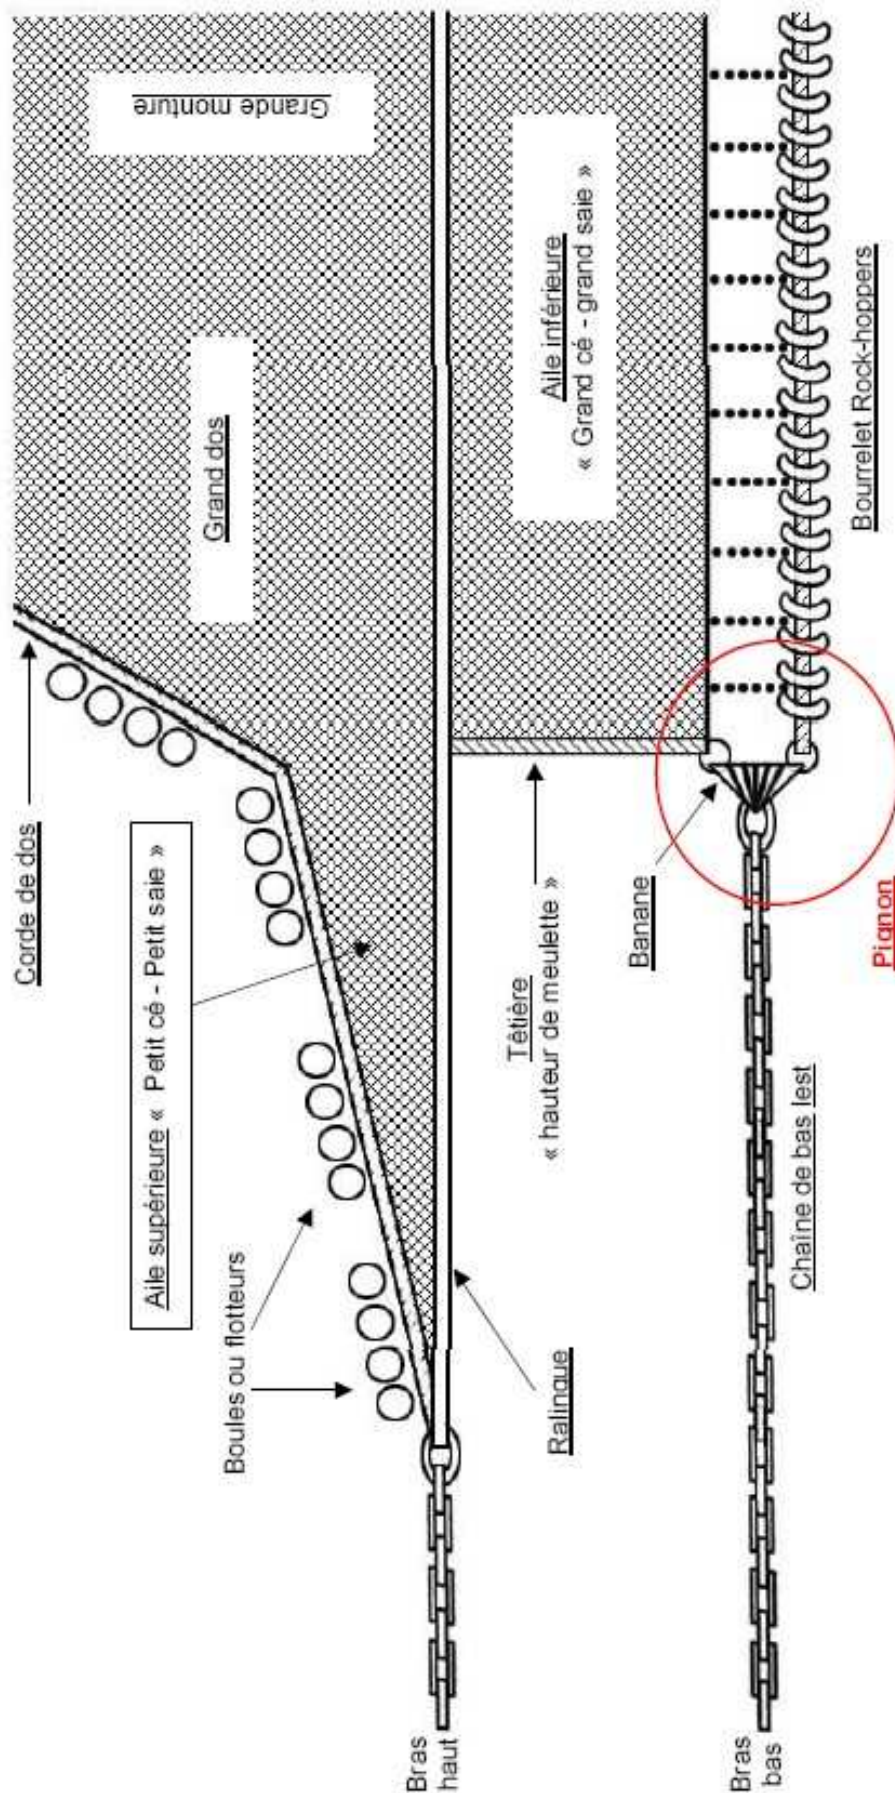 Corde de dos
Grande monture
Grand dos
Aile supérieure « Petit cé - Petit saie »
Boules ou flotteurs
Aile inférieure
« Grand cé - grand saie »
Bras
haut
Ralingue
Têtière
« hauteur de meulette »
Banane
Bourrelet Rock-hoppers
Bras
bas
Chaîne de bas lest
Pignon